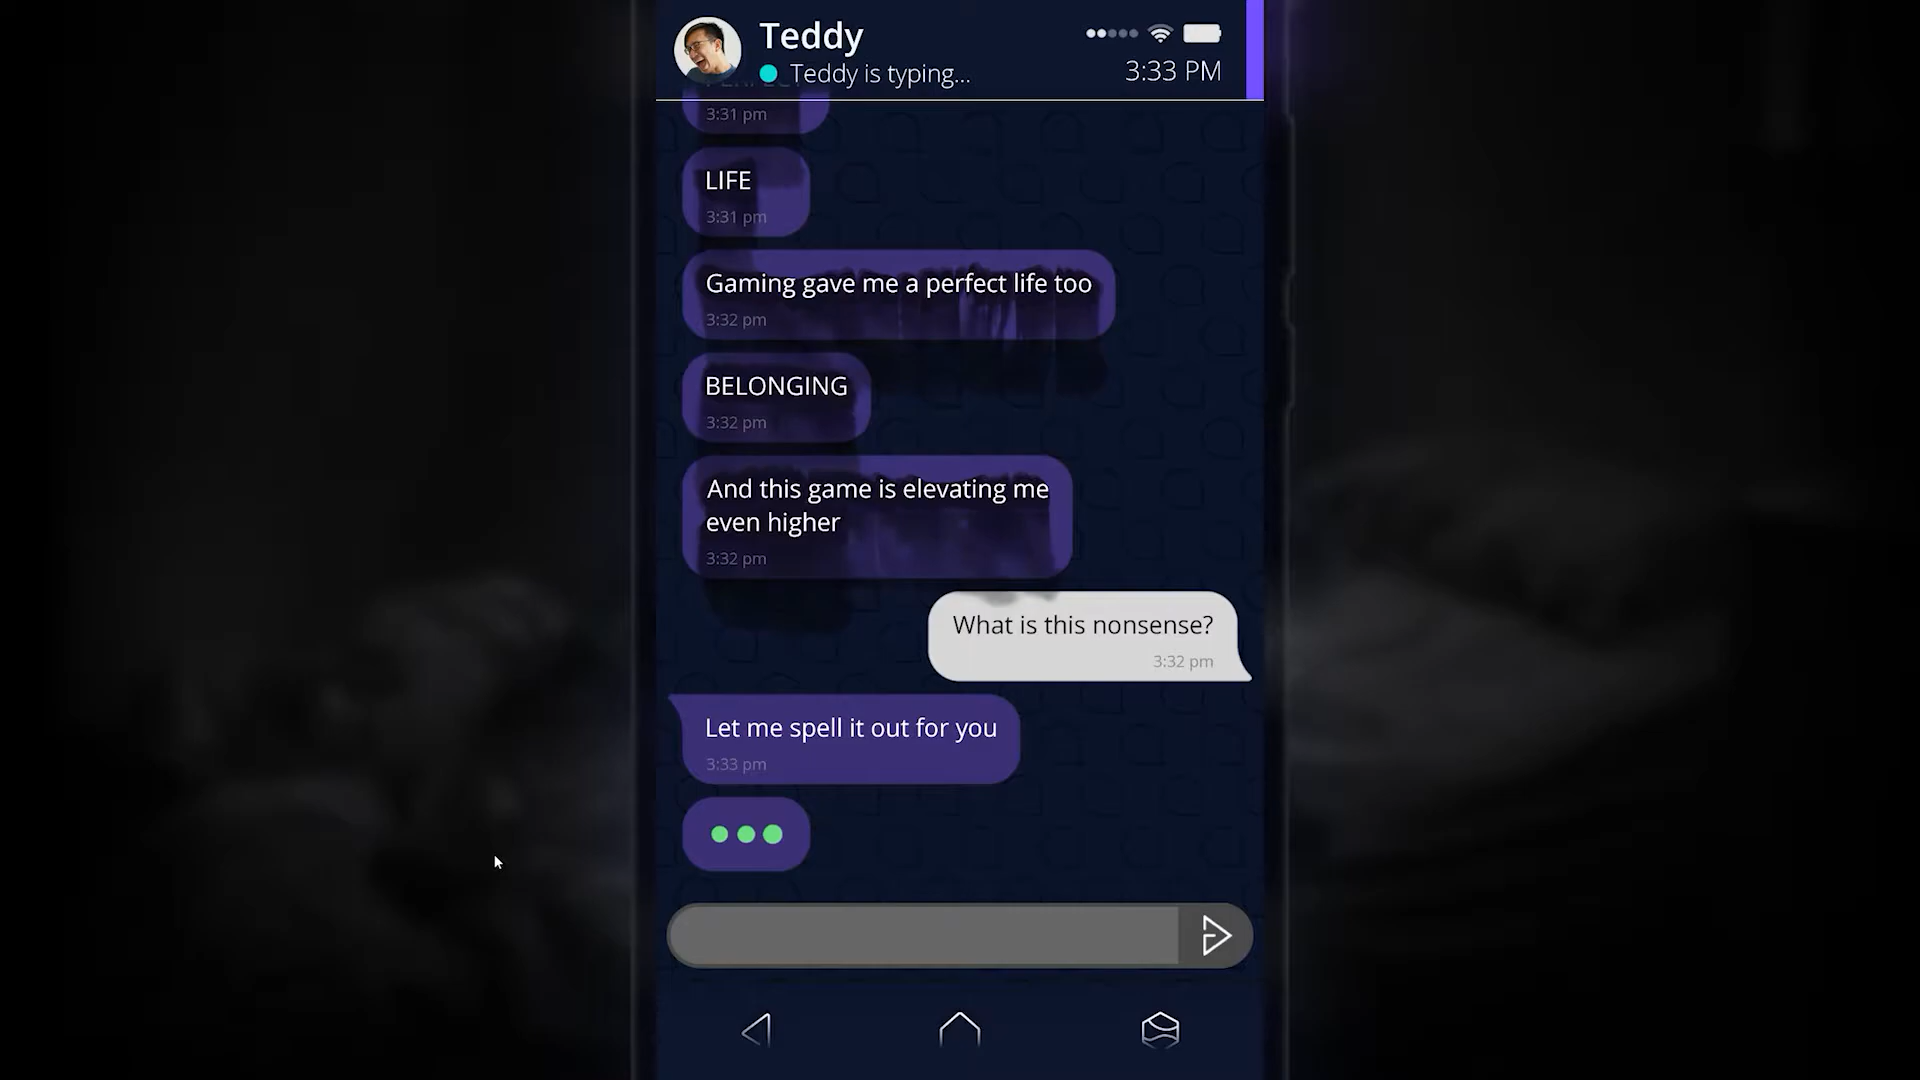 Teddy
Teddy is typing...
3:33 PM
3:31 pm
LIFE
3:31 pm
Gaming gave me a perfect life too
3:32 pm
BELONGING
3:32 pm
And this game is elevating me
even higher
3:32 pm
What is this nonsense?
3:32 pm
Let me spell it out for you
3:33 pm